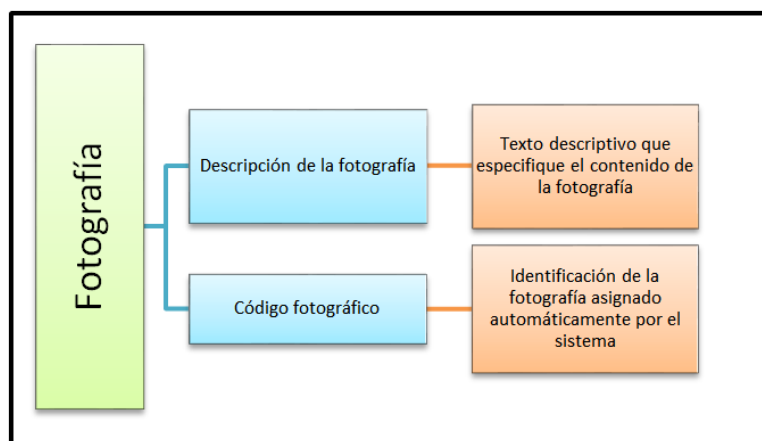 Fotografía
Descripción de la fotografía
Texto descriptivo que
especifique el contenido de
la fotografía
Código fotográfico
Identificación de la
fotografía asignado
automáticamente por el
sistema